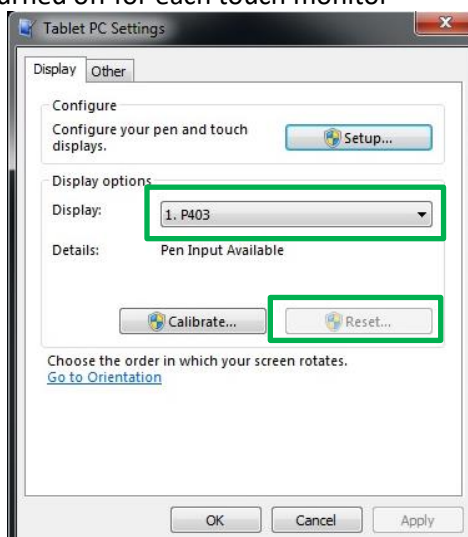 turned off for each touch monitor
Tablet PC Settings
Display Other
Configure
Configure your pen and touch
displays.
Setup...
Display options
Display: 1. P403
Details: Pen Input Available
Calibrate... Reset...
Choose the order in which your screen rotates.
Go to Orientation
OK Cancel Apply